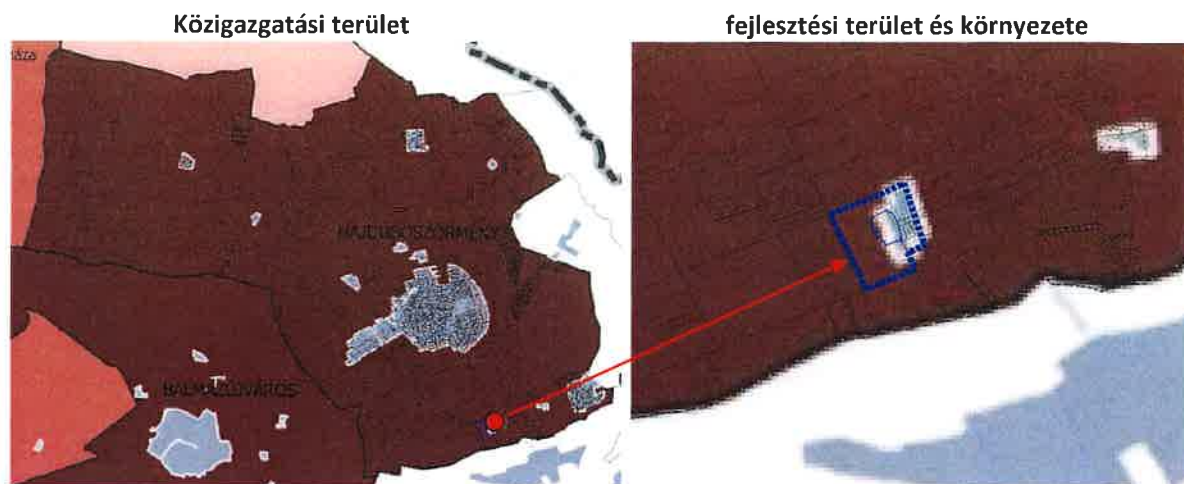 Közigazgatási terület
fejlesztési terület és környezete
HAJDÚBÖSZÖRMÉNY
BALMAZÚJVÁROS